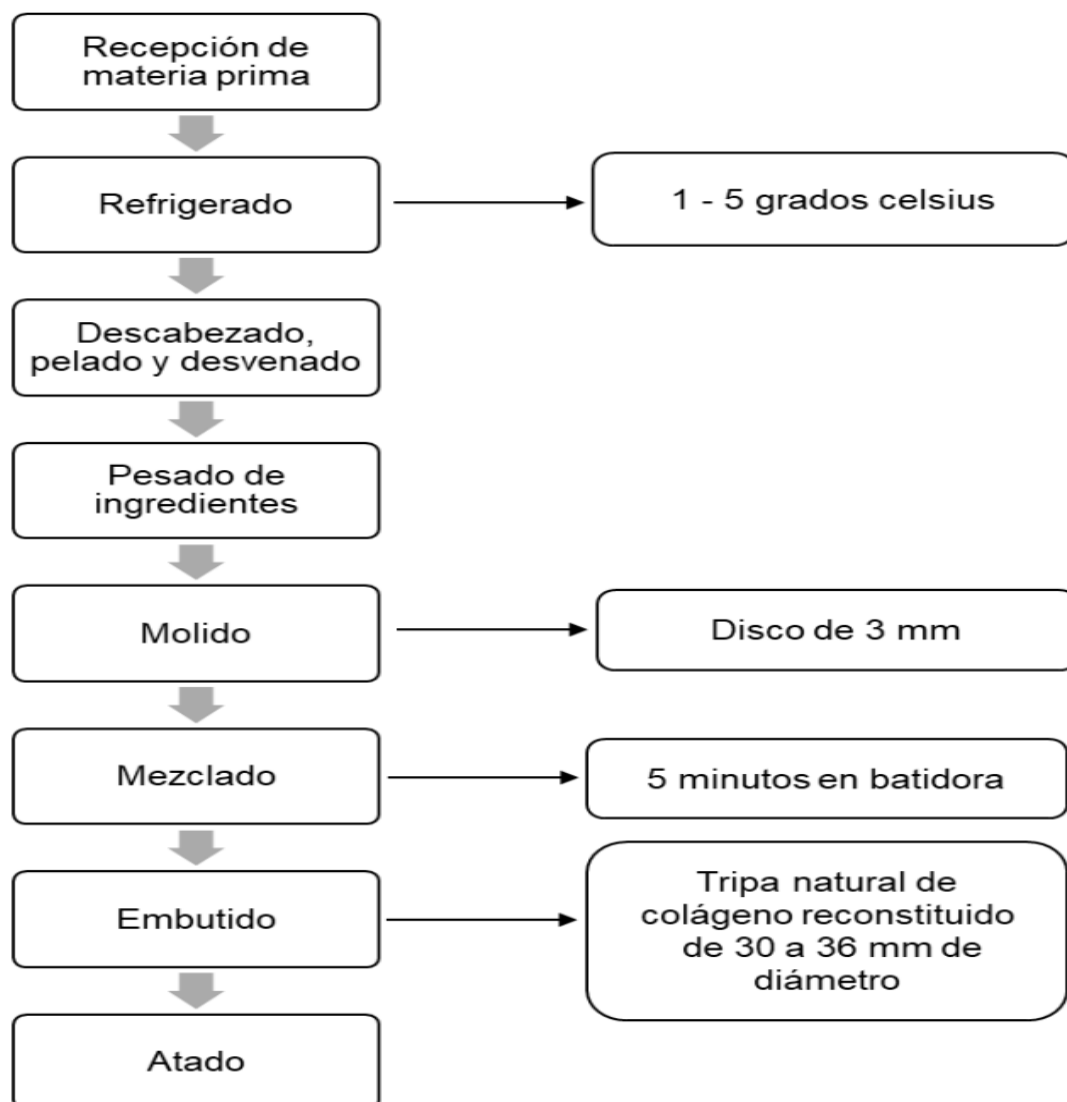 Recepción de
materia prima
Refrigerado
1 - 5 grados celsius
Descabezado,
pelado y desvenado
Pesado de
ingredientes
Molido
Disco de 3 mm
Mezclado
5 minutos en batidora
Embutido
Tripa natural de
colágeno reconstituido
de 30 a 36 mm de
diámetro
Atado